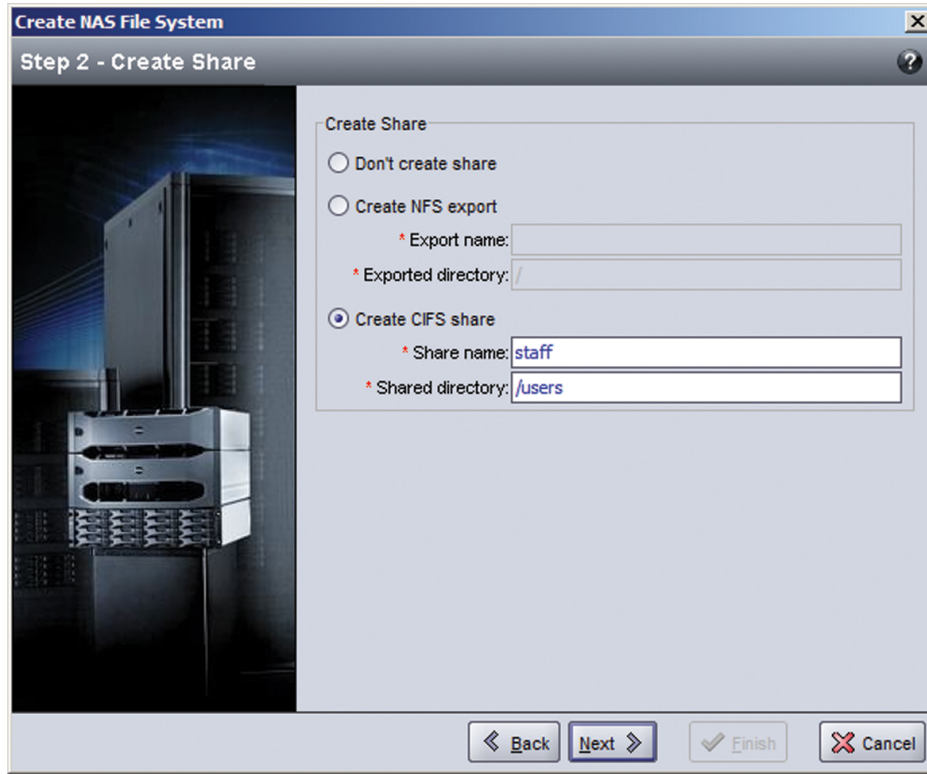 Create NAS File System
Step 2 - Create Share
Create Share
Don't create share
Create NFS export
* Export name:
* Exported directory: /
Create CIFS share
* Share name: staff
* Shared directory: /users
Back Next Finish Cancel